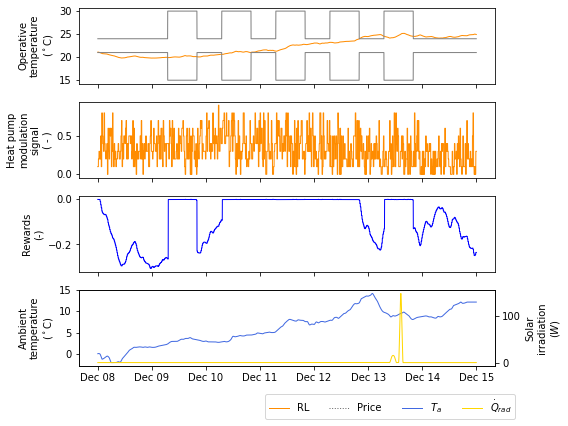 Operative
temperature
(°C)
30
25
20
15
Heat pump
modulation
signal
( - )
0.5
0.0
Rewards
(-)
0.0
−0.2
Ambient
temperature
(°C)
15
10
5
0
100
0
Solar
irradiation
(W)
Dec 08 Dec 09 Dec 10 Dec 11 Dec 12 Dec 13 Dec 14 Dec 15
RL Price T_a Q̇_rad